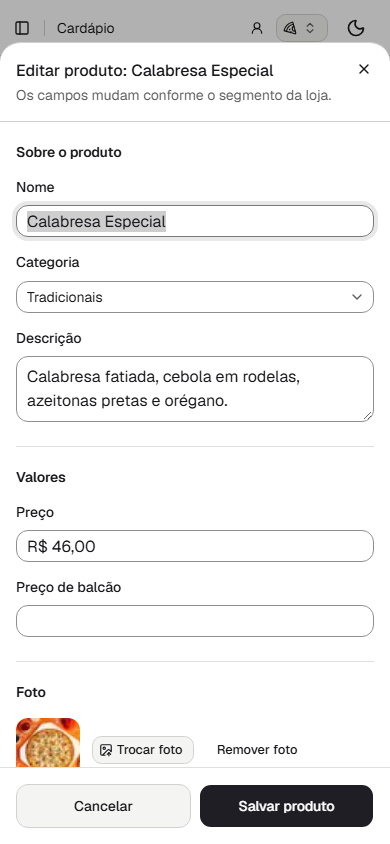 Cardápio
Editar produto: Calabresa Especial
Os campos mudam conforme o segmento da loja.
Sobre o produto
Nome
Calabresa Especial
Categoria
Tradicionais
Descrição
Calabresa fatiada, cebola em rodelas,
azeitonas pretas e orégano.
Valores
Preço
R$ 46,00
Preço de balcão
Foto
Trocar foto
Remover foto
Cancelar
Salvar produto